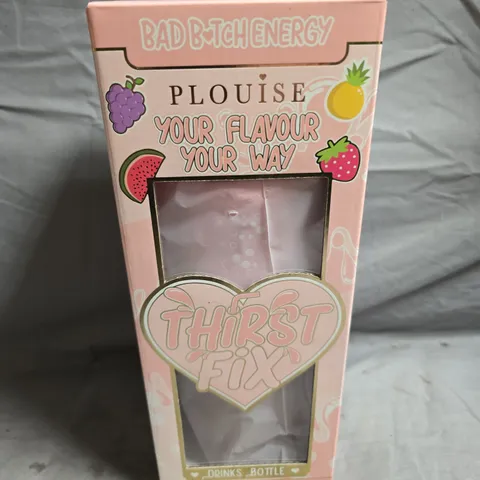 BAD B♥TCH ENERGY
PLOUISE
YOUR FLAVOUR
YOUR WAY
THIRST
FIX
DRINKS BOTTLE